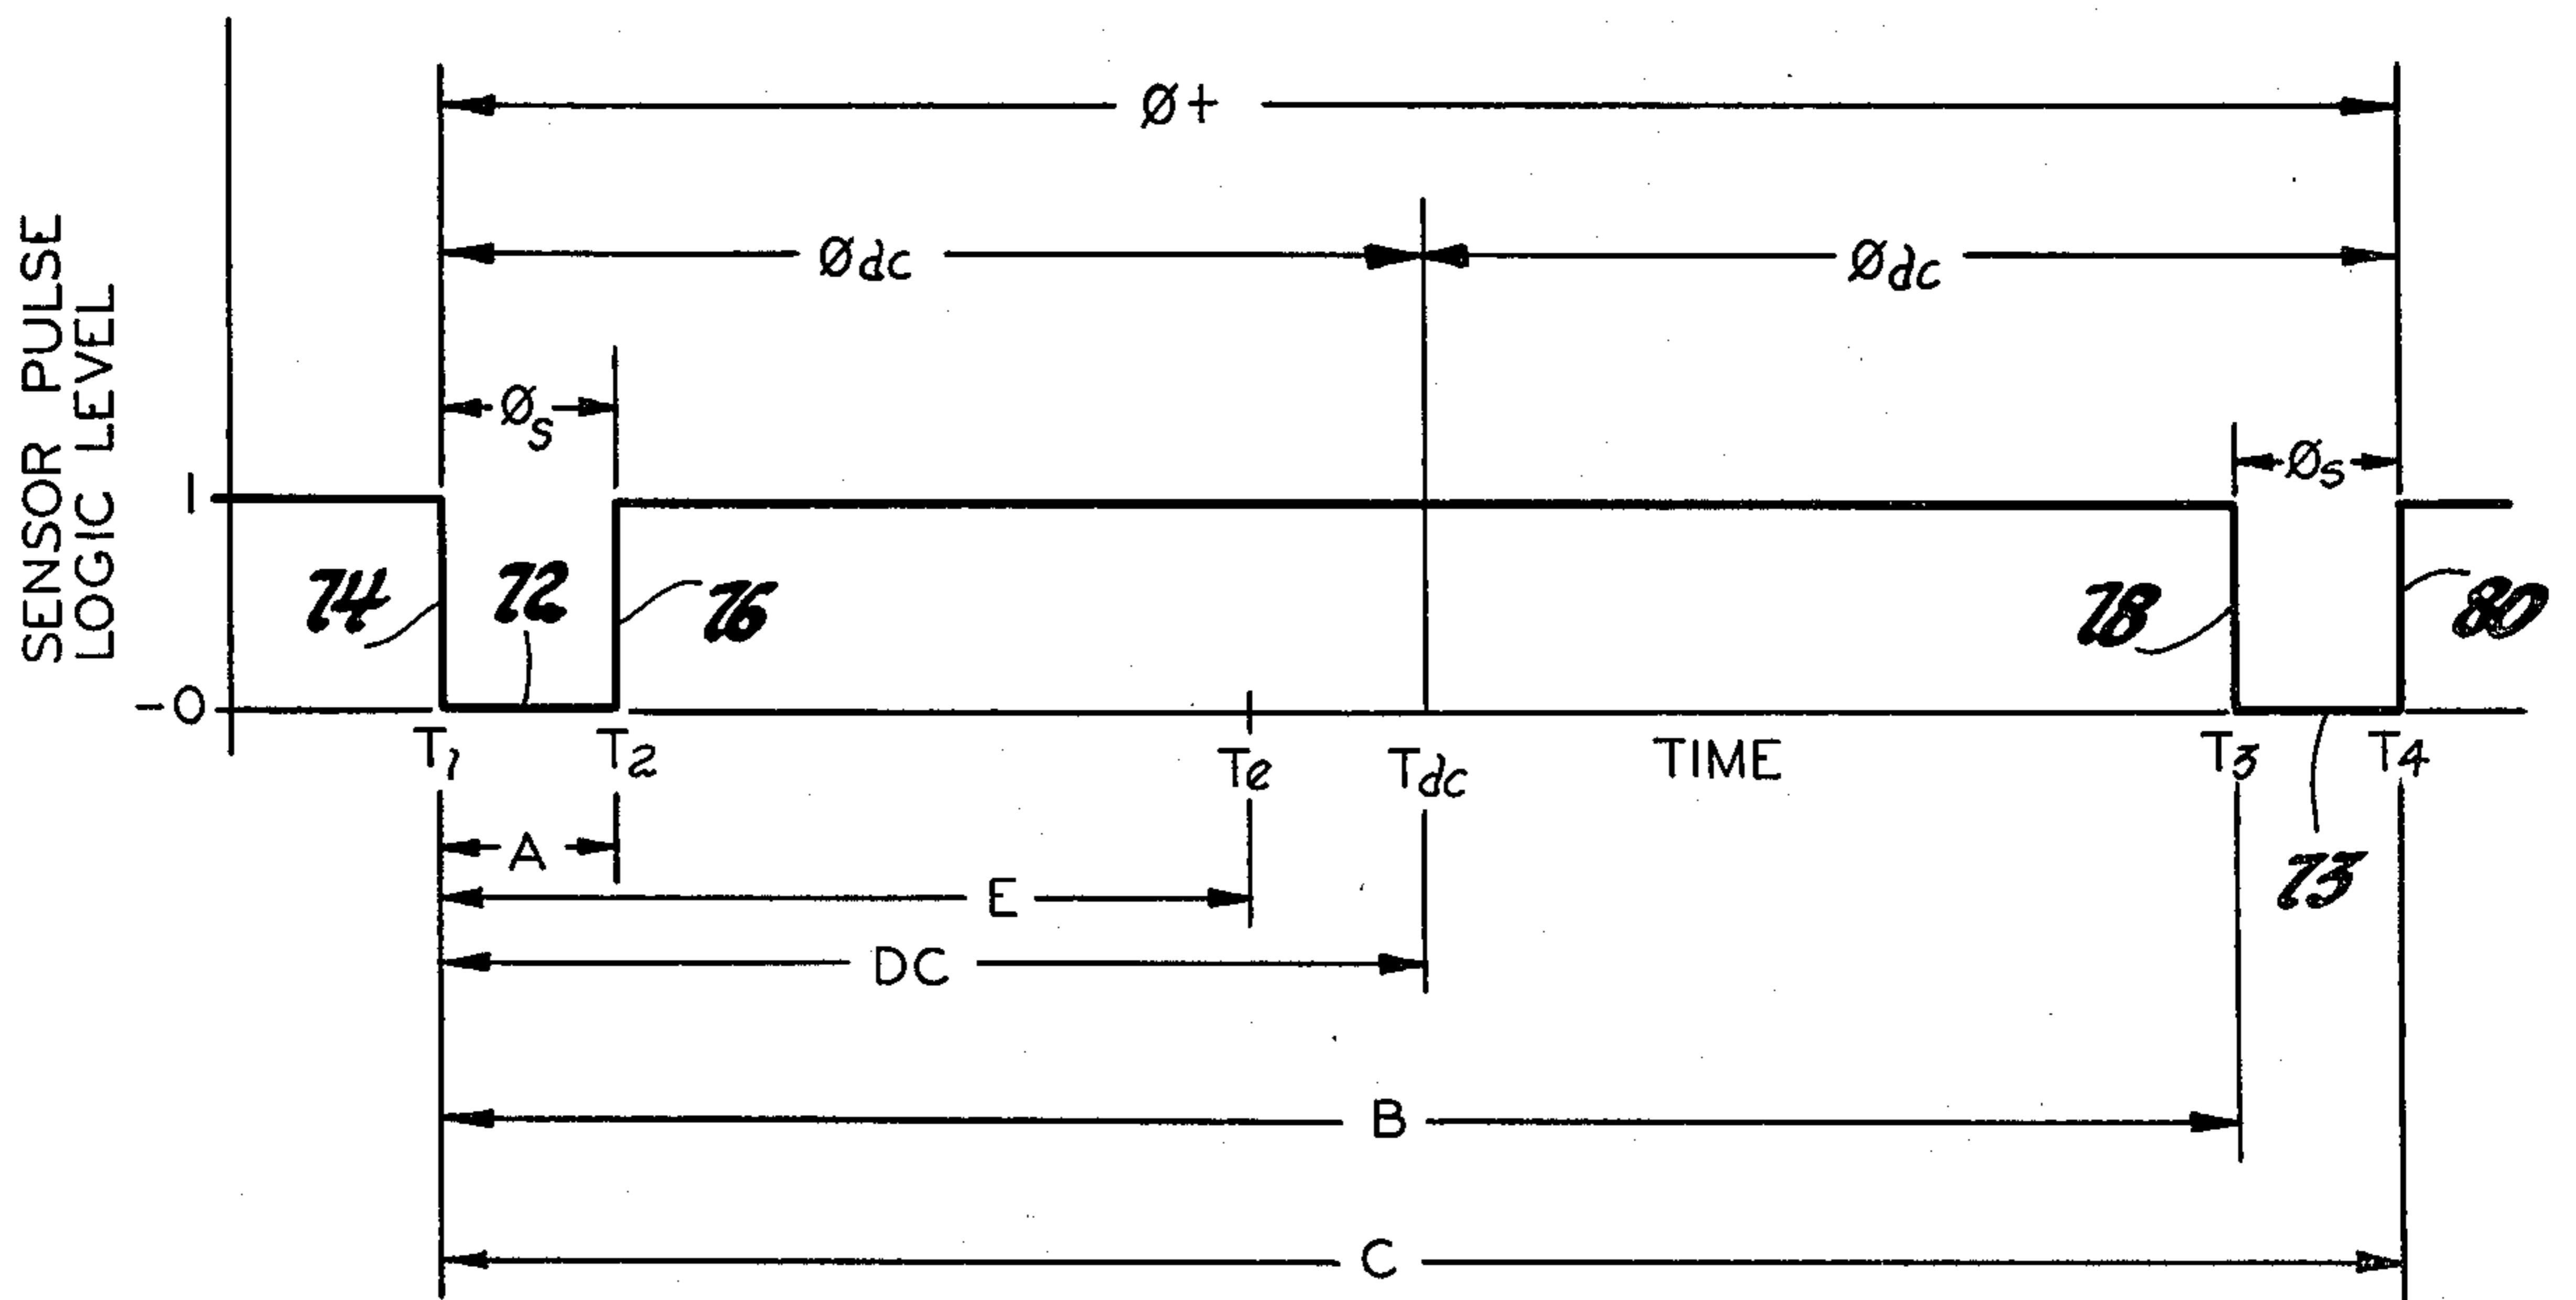 SENSOR PULSE
LOGIC LEVEL
Ø+
Ødc
Ødc
Øs
Øs
1
74
72
76
78
80
-0
T1
T2
Te
Tdc
TIME
T3
T4
73
A
E
DC
B
C